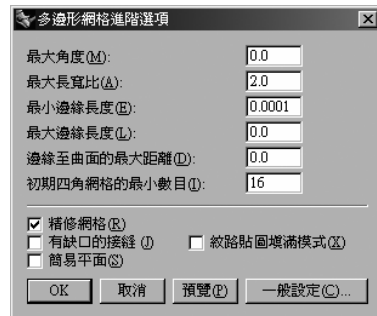 多邊形網格進階選項
最大角度(M): 0.0
最大長寬比(A): 2.0
最小邊緣長度(E): 0.0001
最大邊緣長度(L): 0.0
邊緣至曲面的最大距離(D): 0.0
初期四角網格的最小數目(I): 16
精修網格(R)
有缺口的接縫 (J) 紋路貼圖填滿模式(X)
簡易平面(S)
OK 取消 預覽(P) 一般設定(C)...